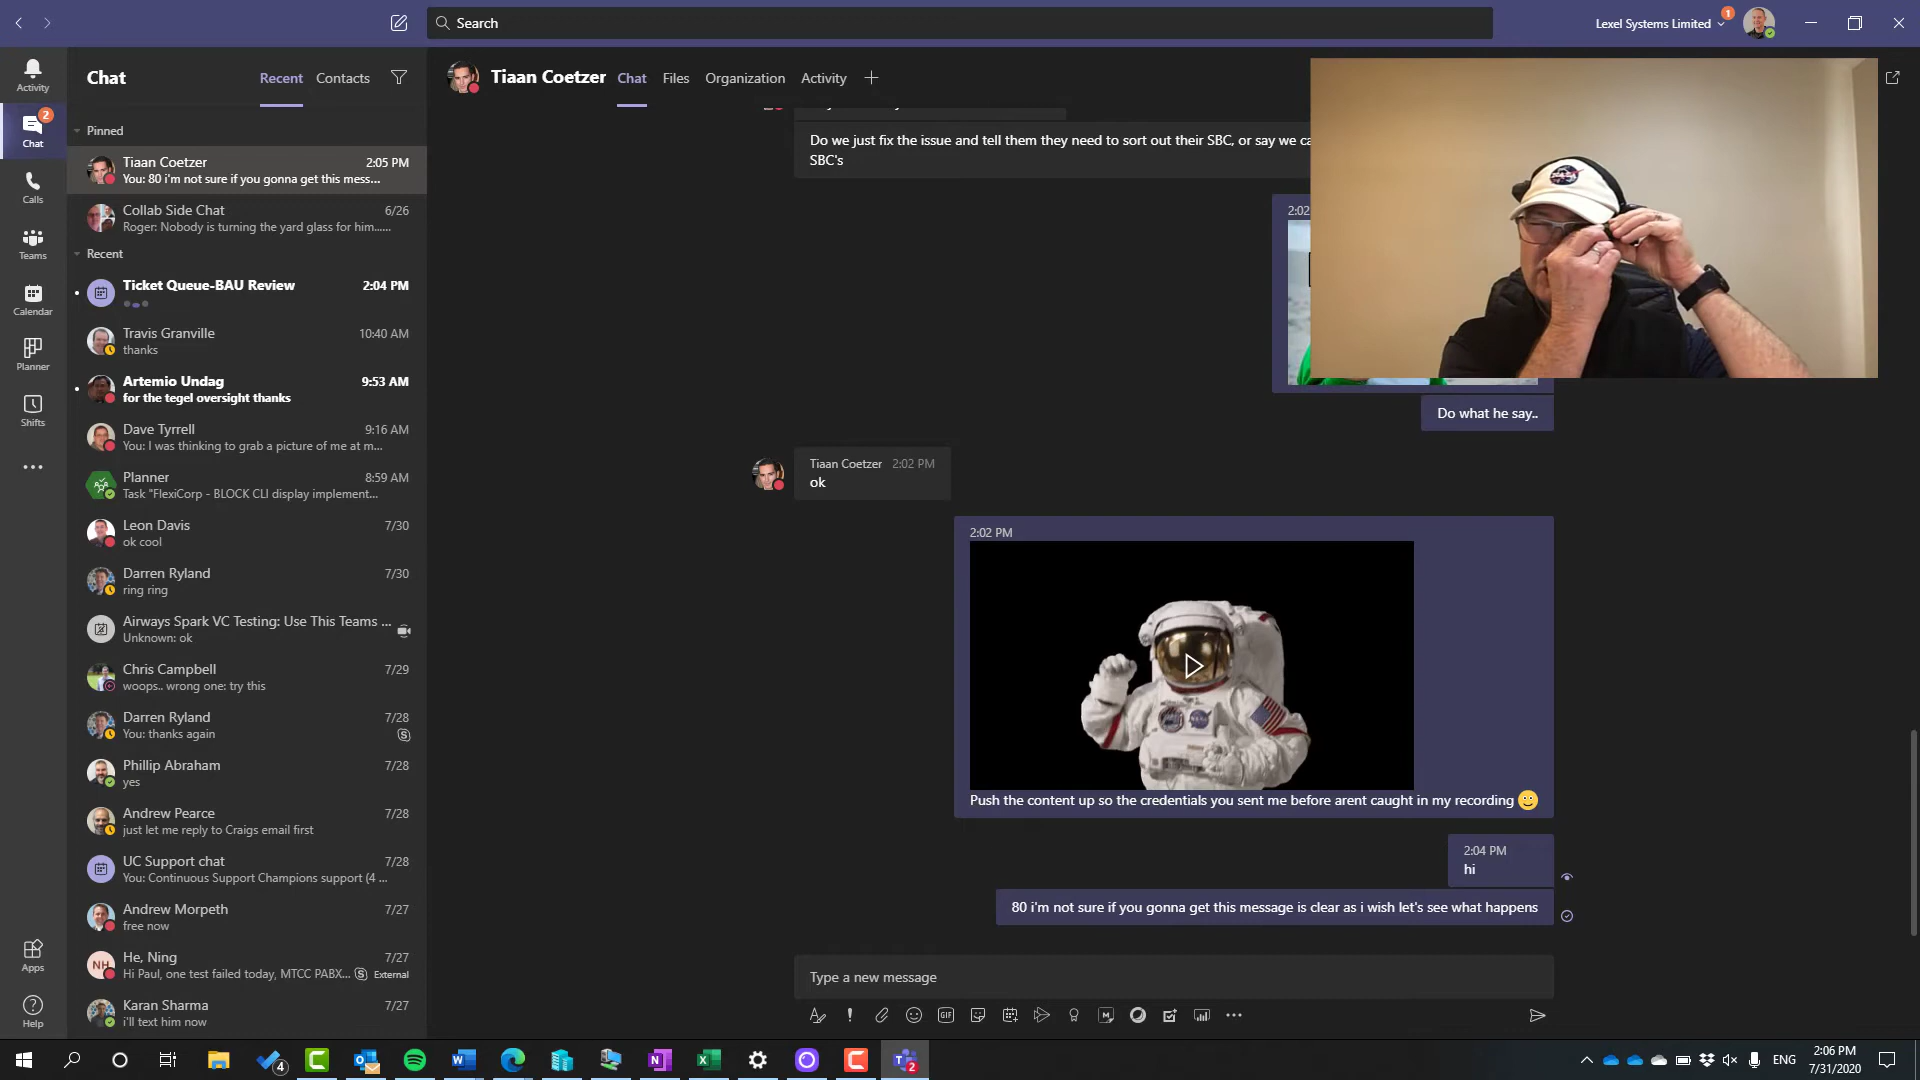 Search
Lexel Systems Limited
1
Activity
Chat
2
Calls
Teams
Calendar
Planner
Shifts
Apps
Help
Chat
Recent
Contacts
Pinned
Tiaan Coetzer 2:05 PM
You: 80 i'm not sure if you gonna get this mess...
Collab Side Chat 6/26
Roger: Nobody is turning the yard glass for him......
Recent
Ticket Queue-BAU Review 2:04 PM
Travis Granville 10:40 AM
thanks
Artemio Undag 9:53 AM
for the tegel oversight thanks
Dave Tyrrell 9:16 AM
You: I was thinking to grab a picture of me at m...
Planner 8:59 AM
Task "FlexiCorp - BLOCK CLI display implement...
Leon Davis 7/30
ok cool
Darren Ryland 7/30
ring ring
Airways Spark VC Testing: Use This Teams ...
Unknown: ok
Chris Campbell 7/29
woops.. wrong one: try this
Darren Ryland 7/28
You: thanks again
Phillip Abraham 7/28
yes
Andrew Pearce 7/28
just let me reply to Craigs email first
UC Support chat 7/28
You: Continuous Support Champions support (4 ...
Andrew Morpeth 7/27
free now
NH
He, Ning 7/27
Hi Paul, one test failed today, MTCC PABX... External
Karan Sharma 7/27
i'll text him now
Tiaan Coetzer Chat Files Organization Activity
Do we just fix the issue and tell them they need to sort out their SBC, or say we ca
SBC's
2:02
NASA
Do what he say..
Tiaan Coetzer 2:02 PM
ok
2:02 PM
Push the content up so the credentials you sent me before arent caught in my recording
2:04 PM
hi
80 i'm not sure if you gonna get this message is clear as i wish let's see what happens
Type a new message
GIF
4
2
ENG
2:06 PM
7/31/2020